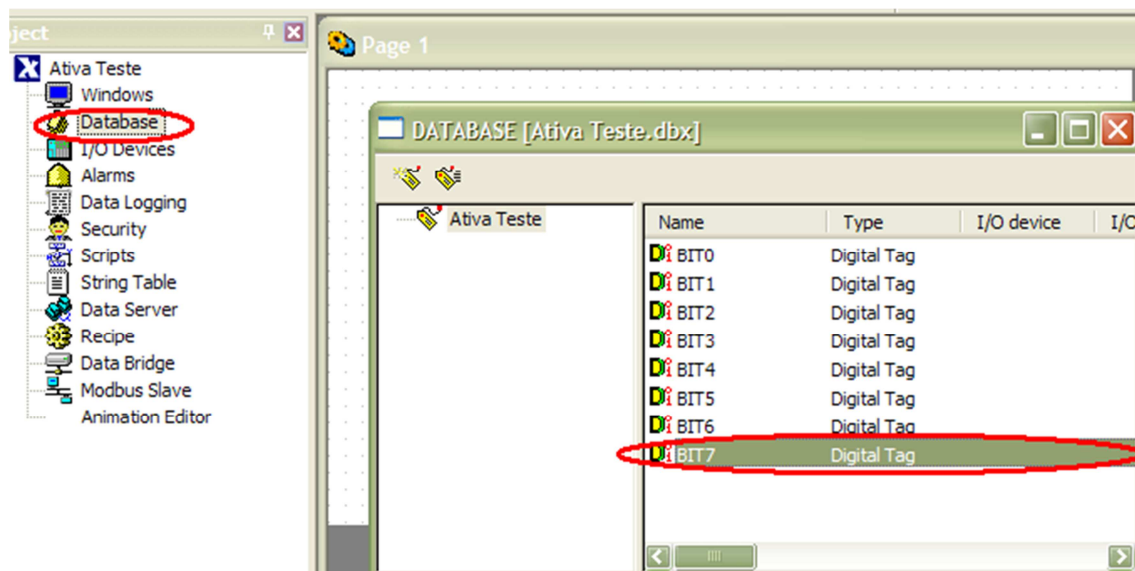 ject
Ativa Teste
Windows
Database
I/O Devices
Alarms
Data Logging
Security
Scripts
String Table
Data Server
Recipe
Data Bridge
Modbus Slave
Animation Editor
Page 1
DATABASE [Ativa Teste.dbx]
Ativa Teste
Name Type I/O device I/O
BIT0 Digital Tag
BIT1 Digital Tag
BIT2 Digital Tag
BIT3 Digital Tag
BIT4 Digital Tag
BIT5 Digital Tag
BIT6 Digital Tag
BIT7 Digital Tag